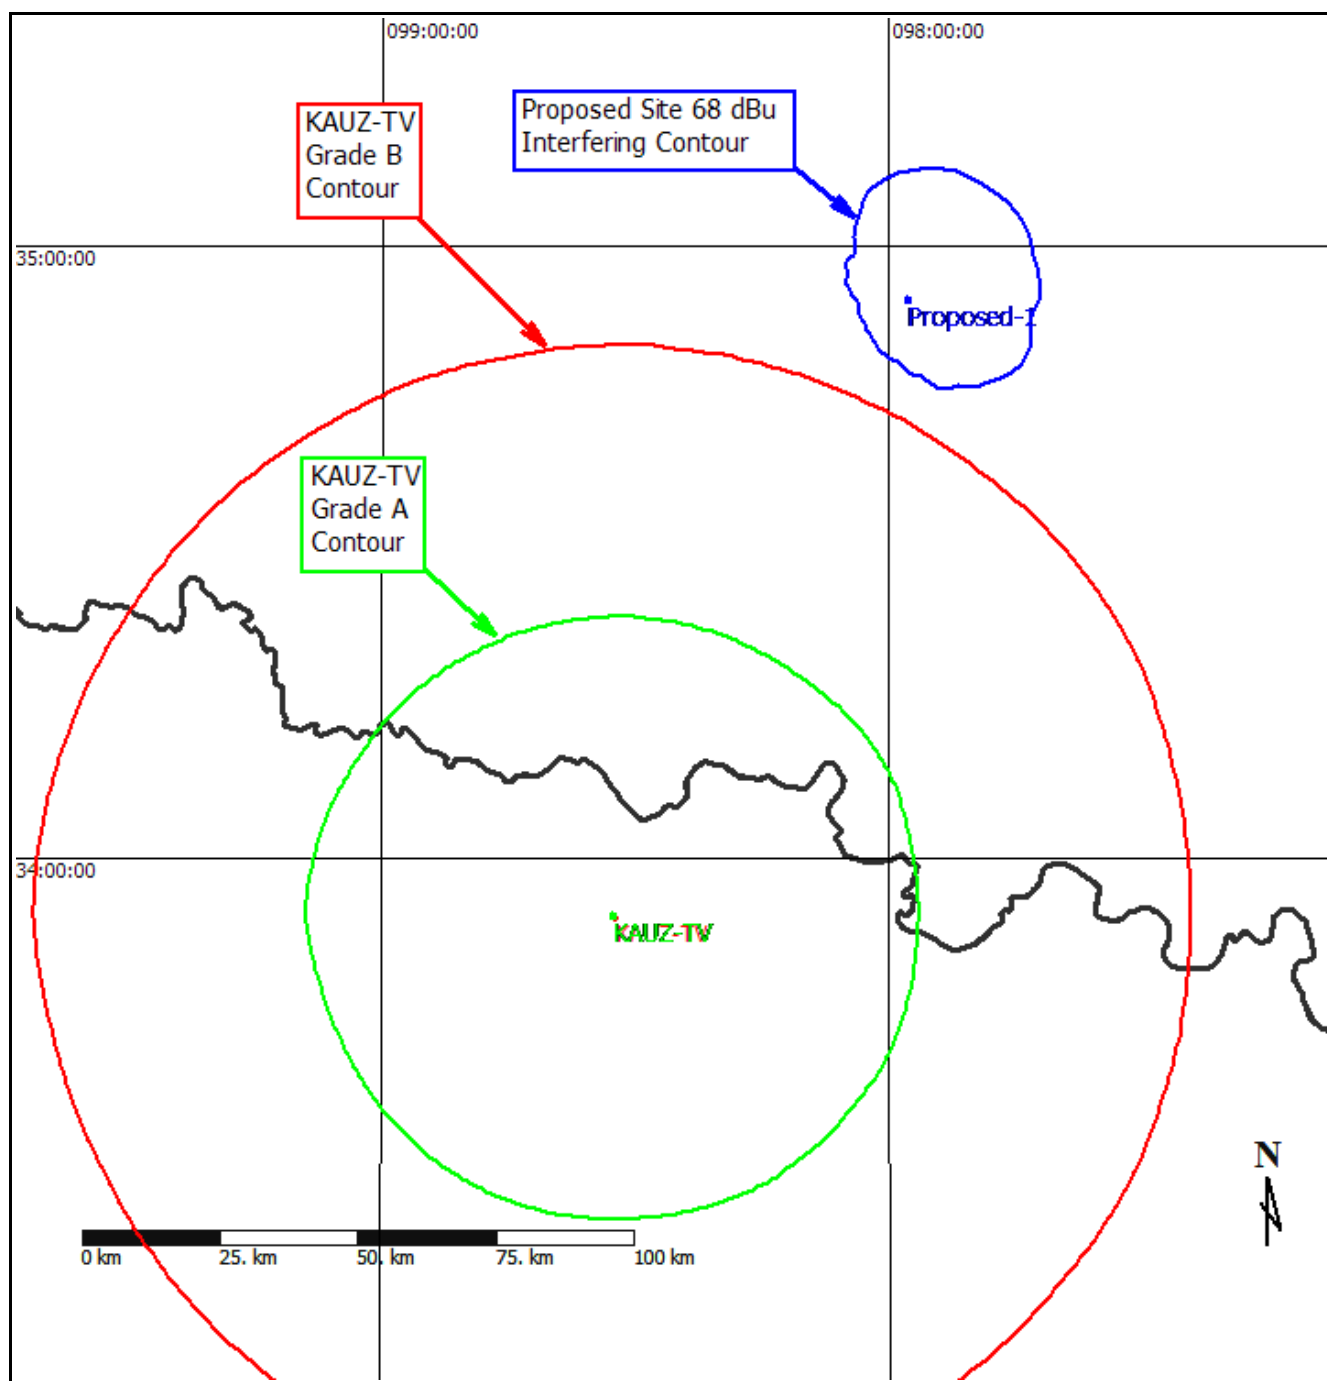 099:00:00
098:00:00
KAUZ-TV
Grade B
Contour
Proposed Site 68 dBu
Interfering Contour
35:00:00
Proposed-1
KAUZ-TV
Grade A
Contour
34:00:00
KAUZ-TV
N
0 km
25. km
50. km
75. km
100 km